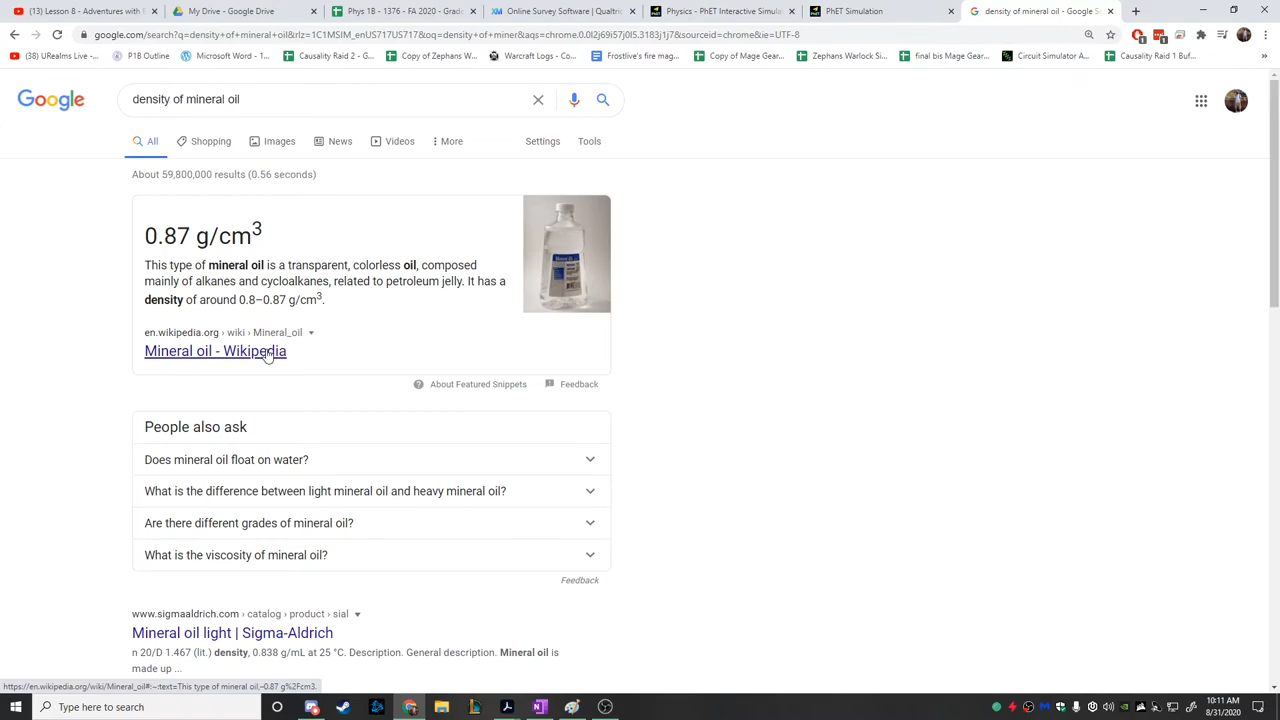 Lesson 8 - Adventures with
My Drive - Google Drive
Phys 1B - 1376 - FA 2020 - Google
Online Survey Software | Qualtric
Physics - PhET Interactive Simula
PhET Simulation
density of mineral oil - Google S
google.com/search?q=density+of+mineral+oil&rlz=1C1MSIM_enUS717US717&oq=density+of+miner&aqs=chrome.0.0l2j69i57j0l5.3183j1j7&sourceid=chrome&ie=UTF-8
(38) URealms Live -...
P1B Outline
Microsoft Word - 1...
Causality Raid 2 - G...
Copy of Zephans W...
Warcraft Logs - Co...
Frostlive's fire mag...
Copy of Mage Gear...
Zephans Warlock Si...
final bis Mage Gear...
Circuit Simulator A...
Causality Raid 1 Buf...
Google
density of mineral oil
All
Shopping
Images
News
Videos
More
Settings
Tools
About 59,800,000 results (0.56 seconds)
0.87 g/cm3
This type of mineral oil is a transparent, colorless oil, composed
mainly of alkanes and cycloalkanes, related to petroleum jelly. It has a
density of around 0.8–0.87 g/cm3.
en.wikipedia.org › wiki › Mineral_oil
Mineral oil - Wikipedia
About Featured Snippets
Feedback
People also ask
Does mineral oil float on water?
What is the difference between light mineral oil and heavy mineral oil?
Are there different grades of mineral oil?
What is the viscosity of mineral oil?
Feedback
www.sigmaaldrich.com › catalog › product › sial
Mineral oil light | Sigma-Aldrich
n 20/D 1.467 (lit.) density, 0.838 g/mL at 25 °C. Description. General description. Mineral oil is
made up ...
https://en.wikipedia.org/wiki/Mineral_oil#:~:text=This type of mineral oil,–0.87 g%2Fcm3.
Type here to search
10:11 AM
8/31/2020